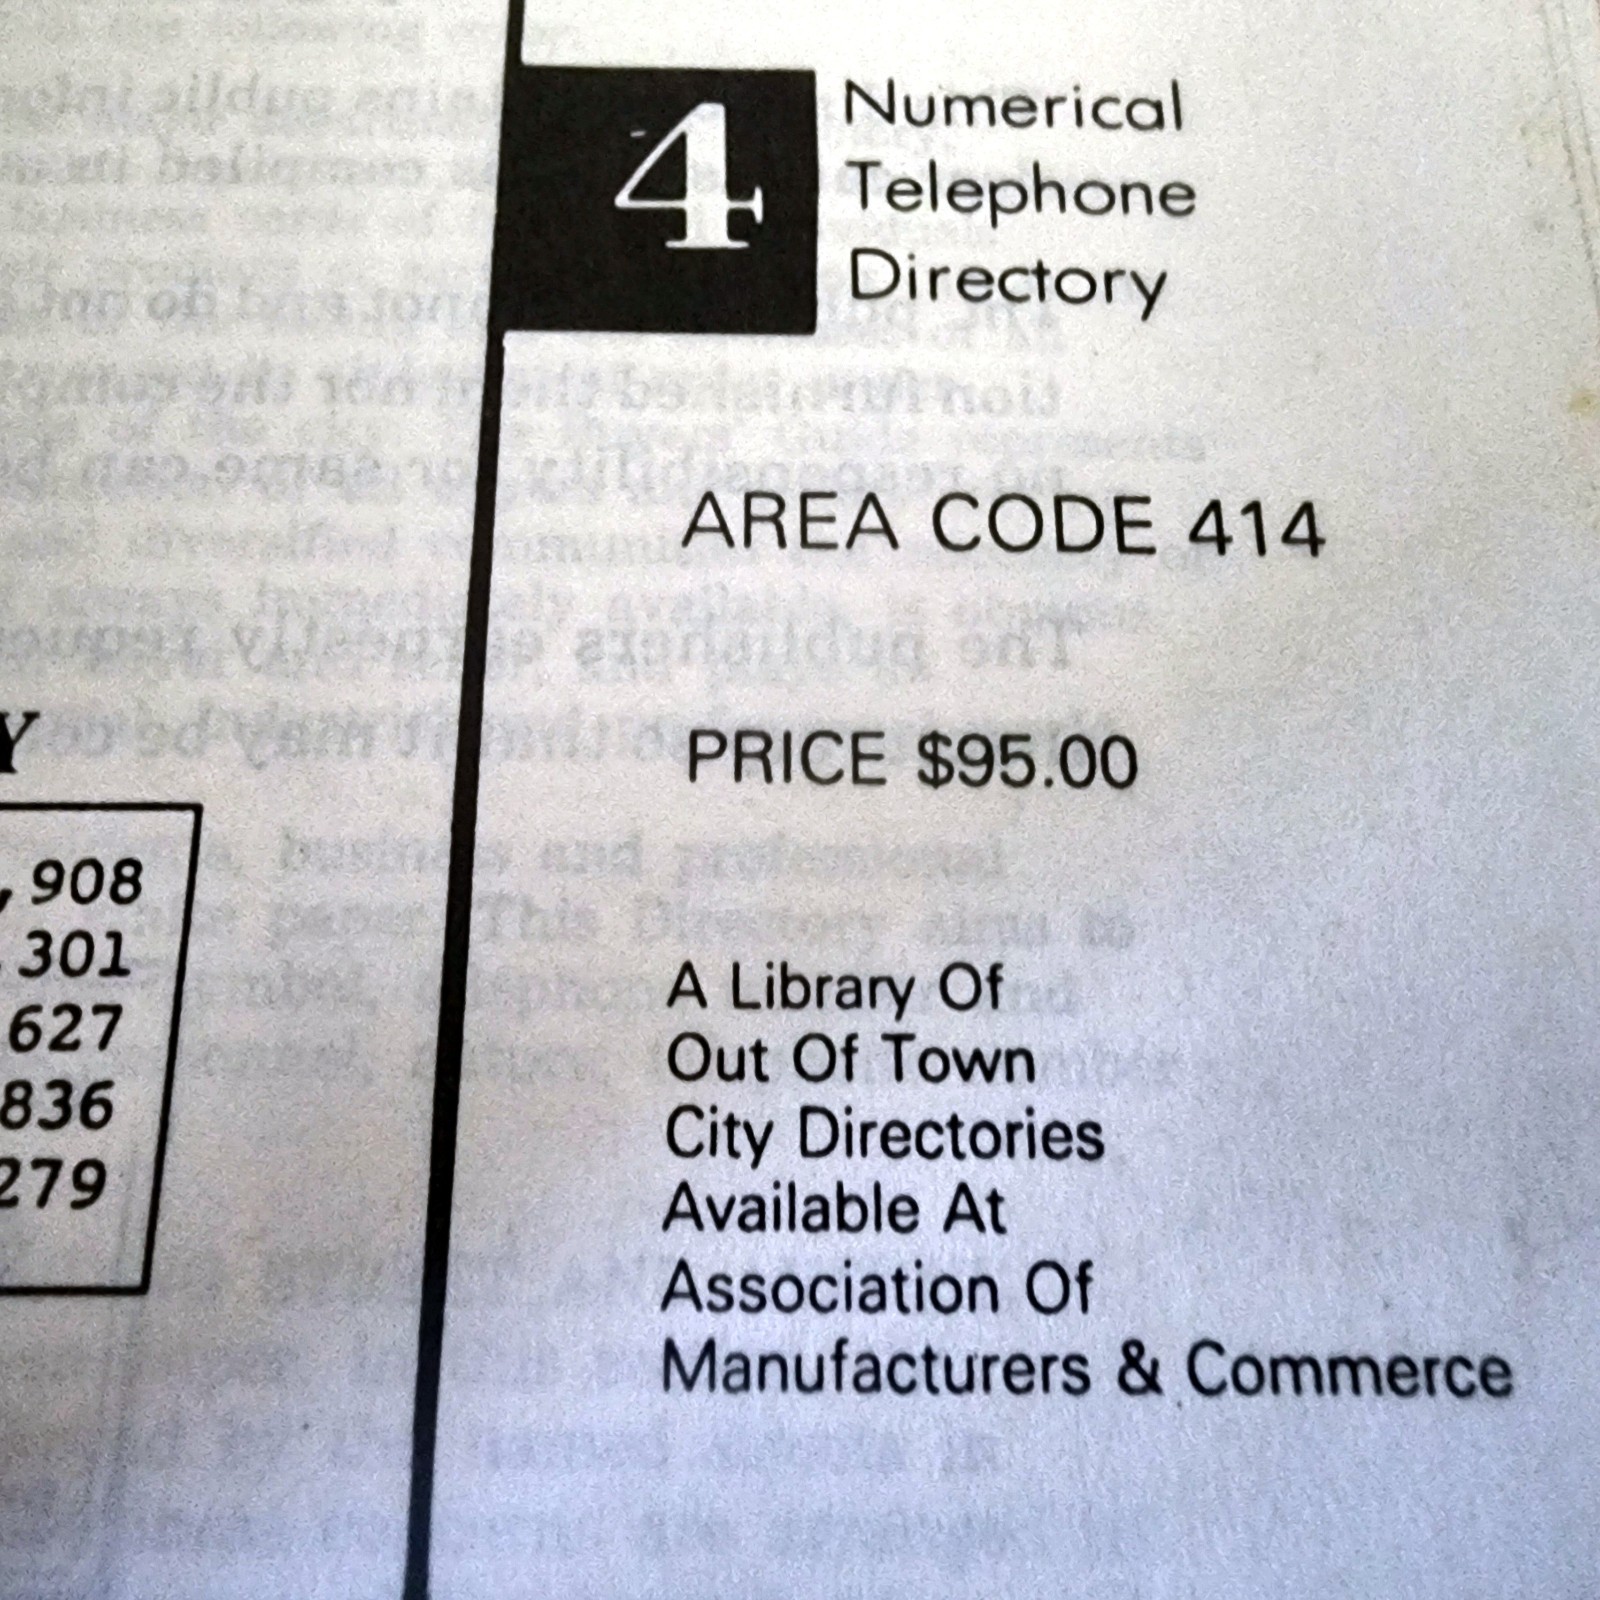 4
Numerical
Telephone
Directory
AREA CODE 414
PRICE $95.00
Y
,908
301
627
836
279
A Library Of
Out Of Town
City Directories
Available At
Association Of
Manufacturers & Commerce